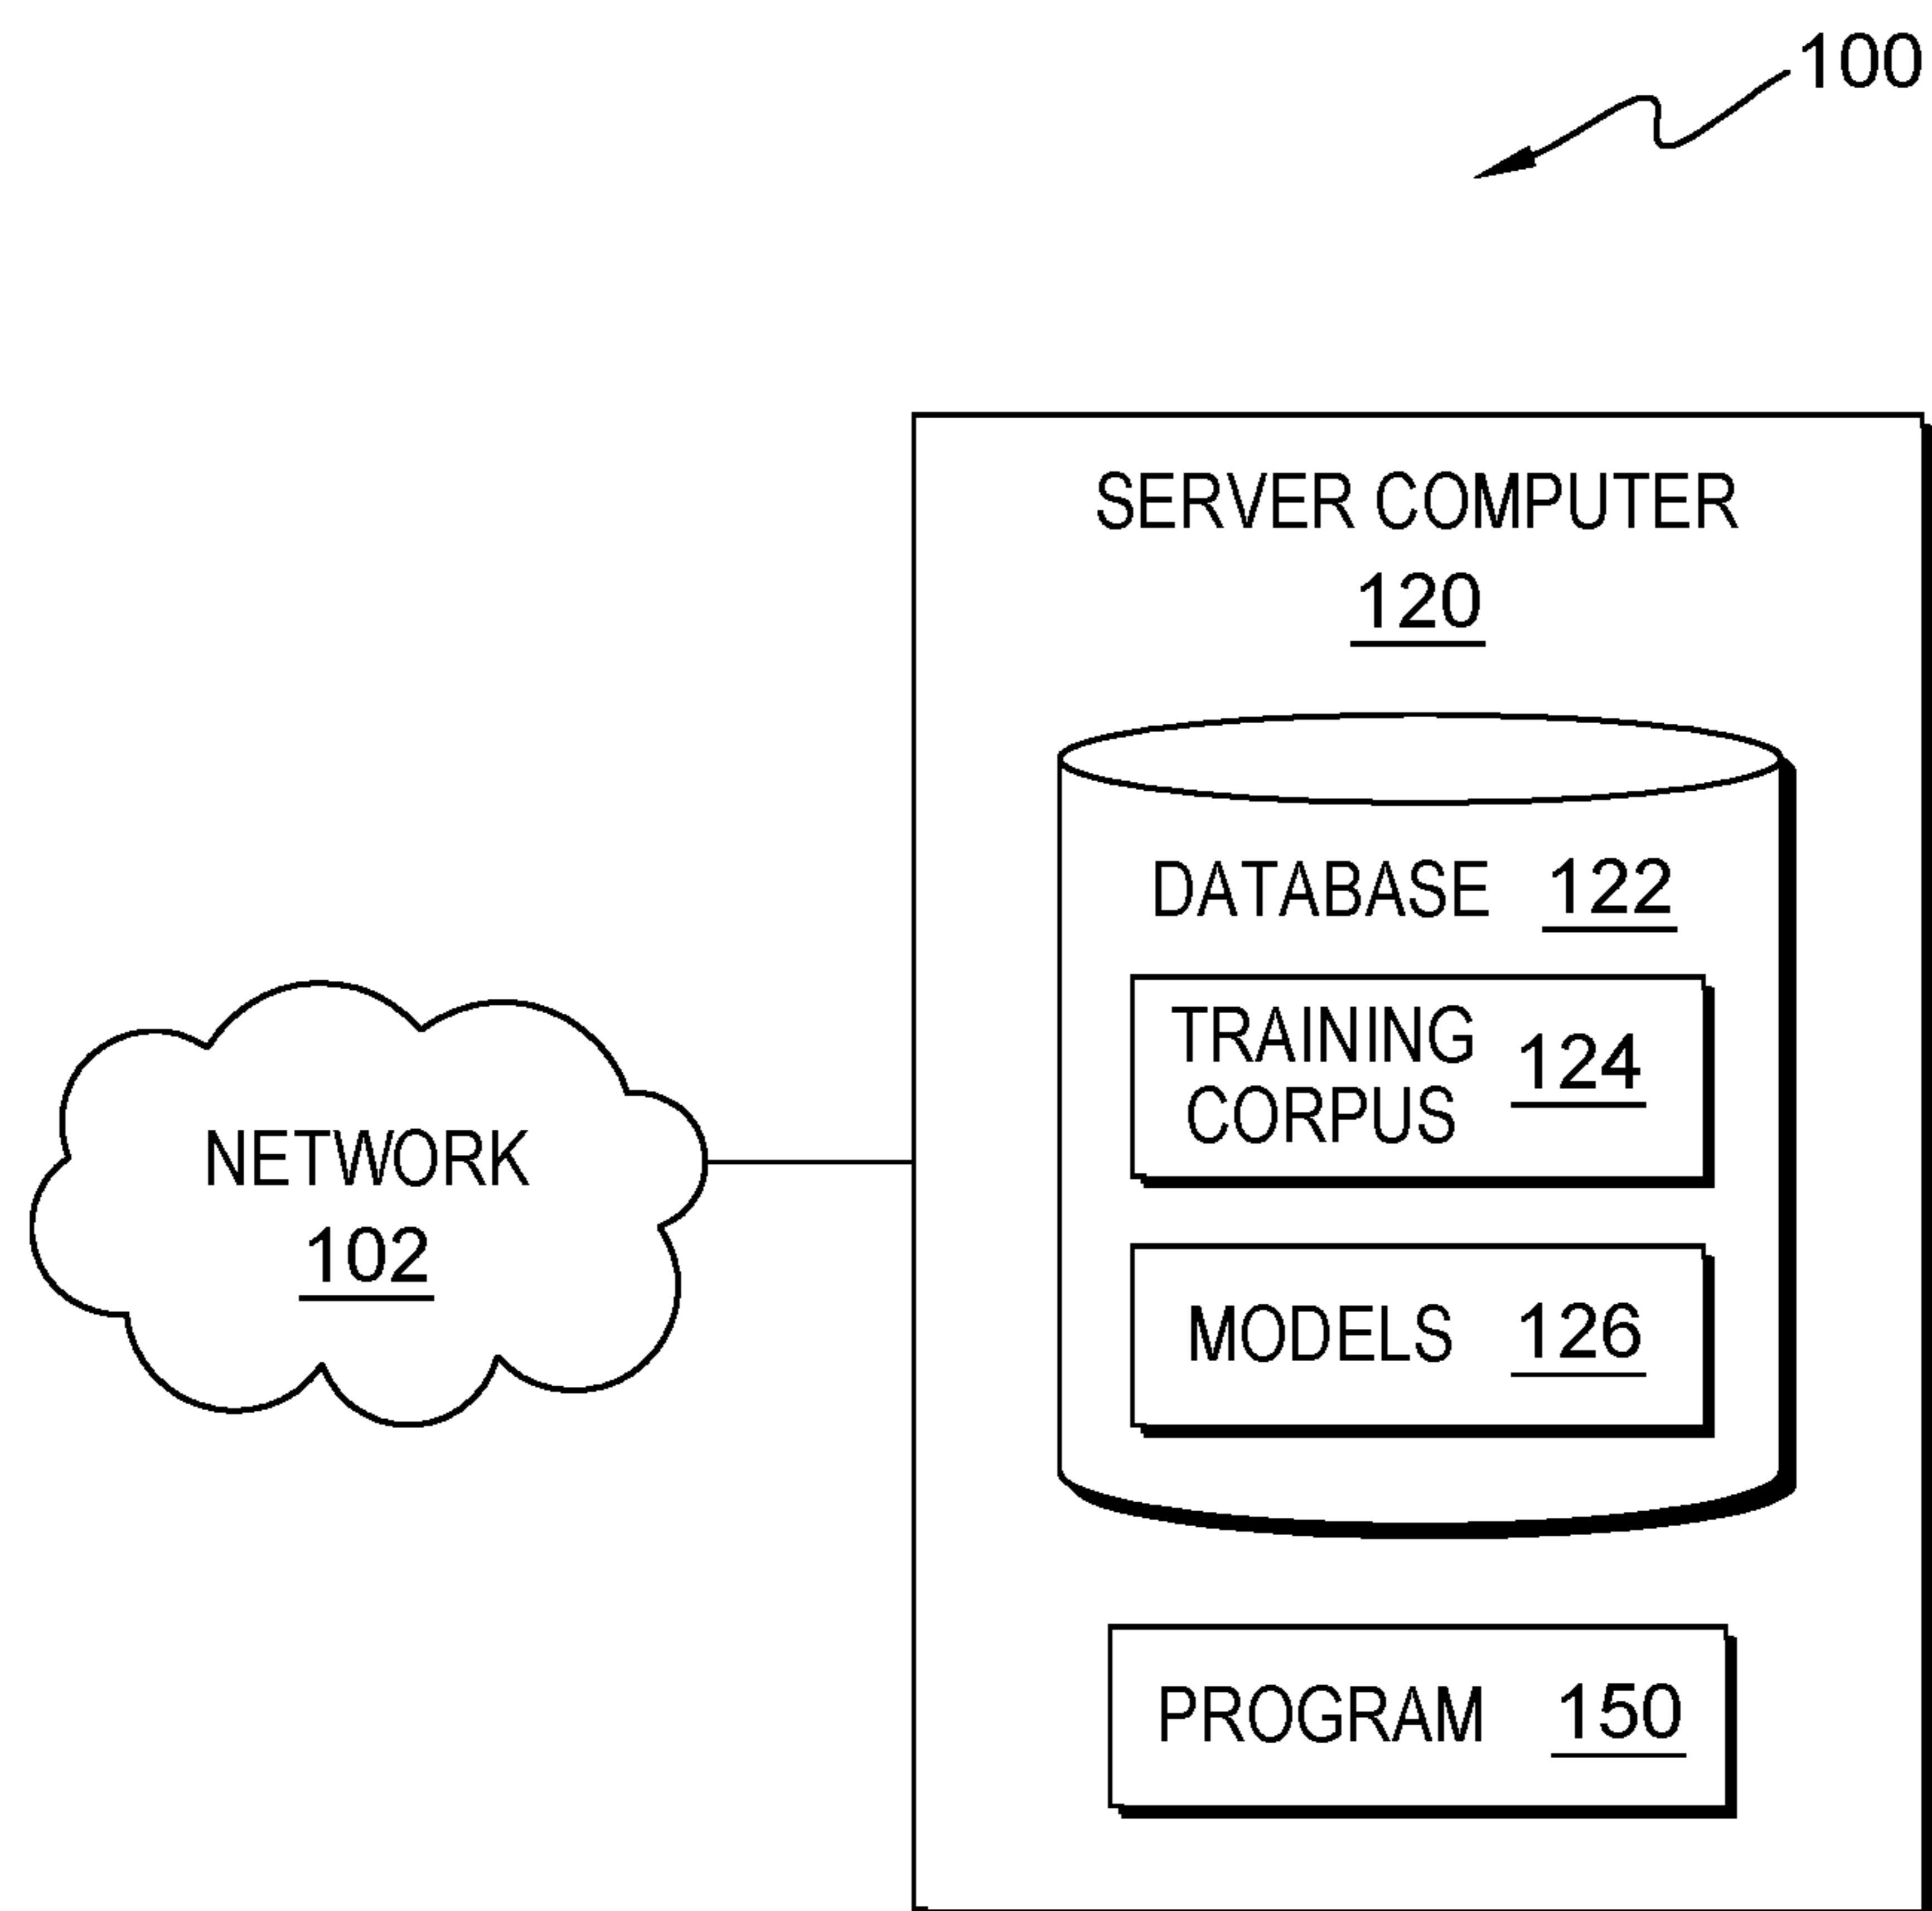 100
SERVER COMPUTER
120
DATABASE 122
TRAINING
CORPUS
124
NETWORK
102
MODELS 126
PROGRAM 150